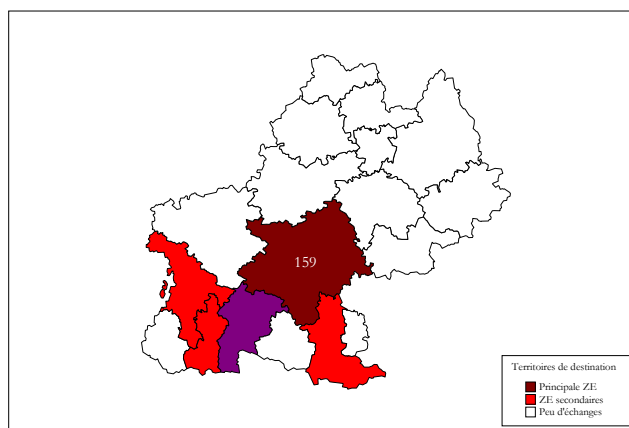 159
Territoires de destination
Principale ZE
ZE secondaires
Peu d'échanges